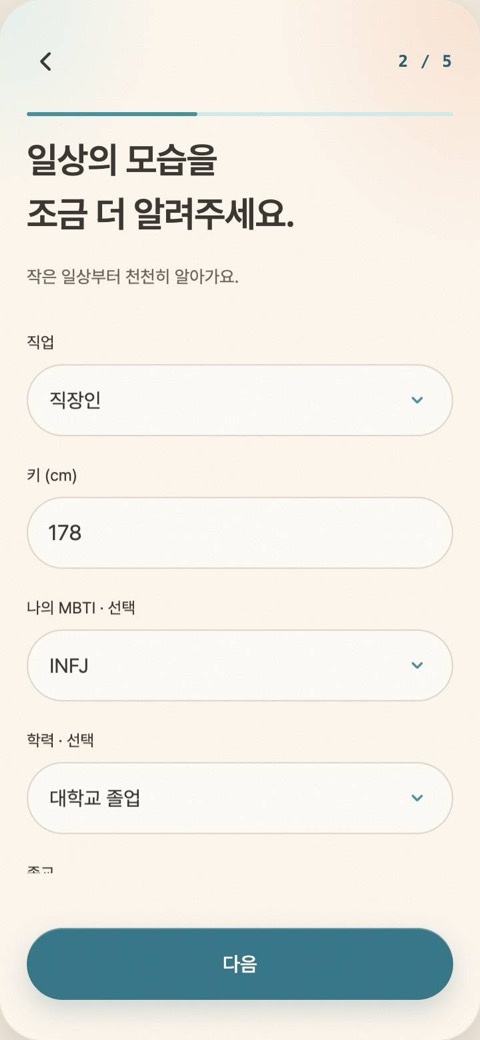 2 / 5
일상의 모습을
조금 더 알려주세요.
작은 일상부터 천천히 알아가요.
직업
직장인
키 (cm)
178
나의 MBTI · 선택
INFJ
학력 · 선택
대학교 졸업
종교
다음